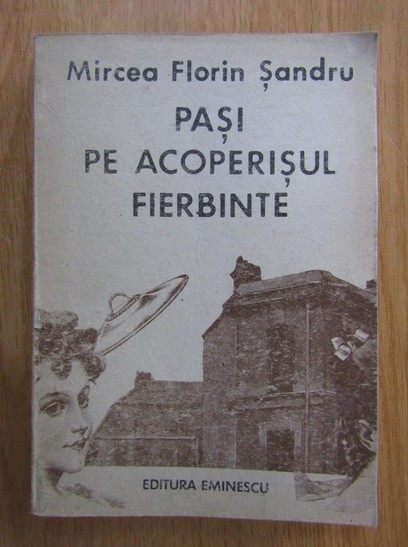 Mircea Florin Șandru
PAȘI
PE ACOPERIȘUL
FIERBINTE
EDITURA EMINESCU